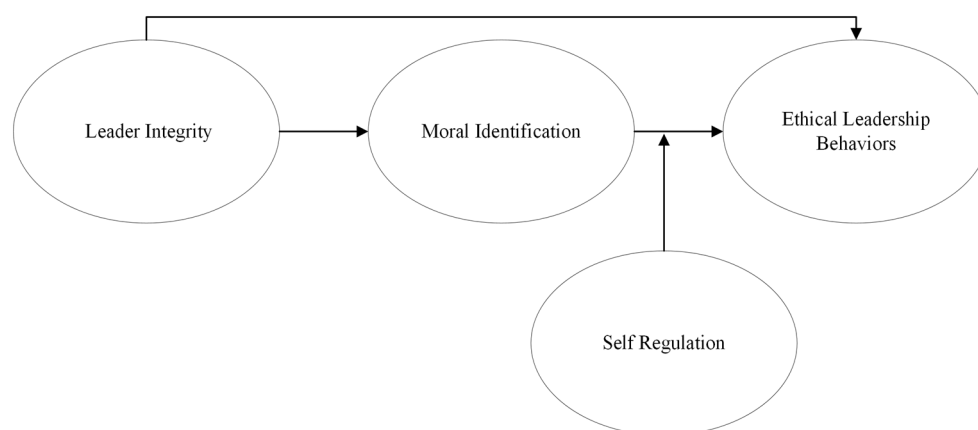 Leader Integrity
Moral Identification
Ethical Leadership
Behaviors
Self Regulation